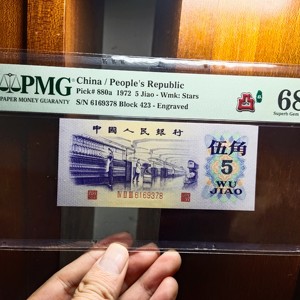 PMG
PAPER MONEY GUARANTY
China / People's Republic
Pick# 880a 1972 5 Jiao - Wmk: Stars
S/N 6169378 Block 423 - Engraved
68
Superb Gem
中国人民银行
伍角
5
WU
JIAO
6169378